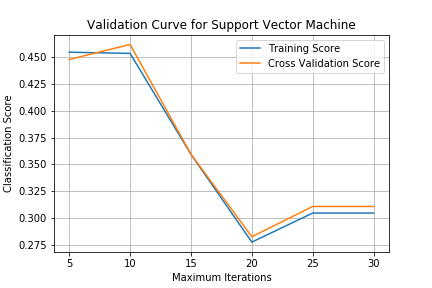 Validation Curve for Support Vector Machine
Training Score
Cross Validation Score
Classification Score
0.450
0.425
0.400
0.375
0.350
0.325
0.300
0.275
5 10 15 20 25 30
Maximum Iterations